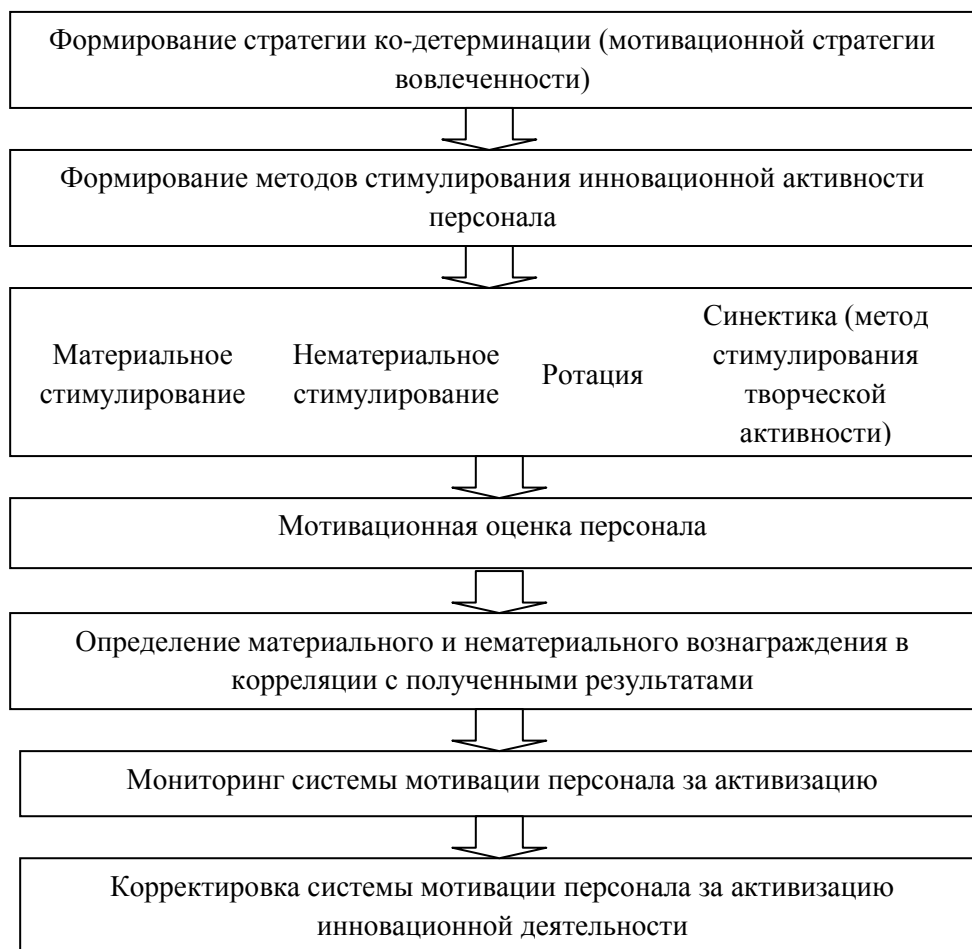 Формирование стратегии ко-детерминации (мотивационной стратегии
вовлеченности)
Формирование методов стимулирования инновационной активности
персонала
Материальное
стимулирование
Нематериальное
стимулирование
Ротация
Синектика (метод
стимулирования
творческой
активности)
Мотивационная оценка персонала
Определение материального и нематериального вознаграждения в
корреляции с полученными результатами
Мониторинг системы мотивации персонала за активизацию
Корректировка системы мотивации персонала за активизацию
инновационной деятельности